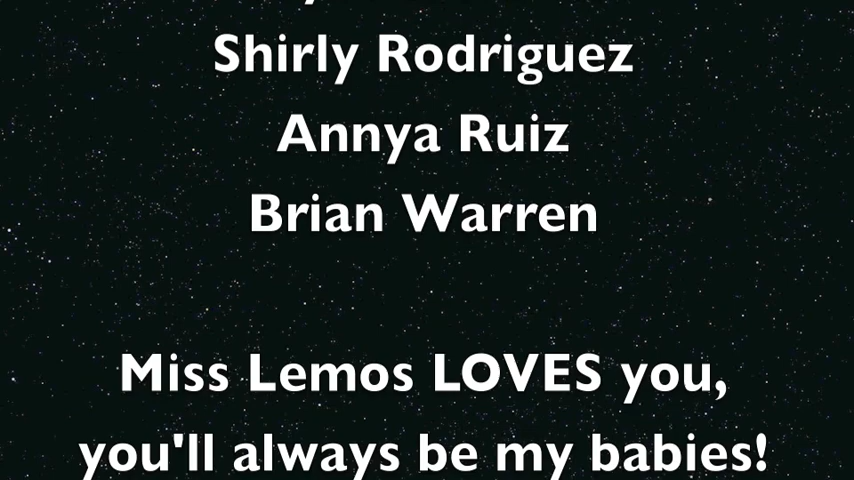 Shirly Rodriguez
Annya Ruiz
Brian Warren
Miss Lemos LOVES you,
you'll always be my babies!